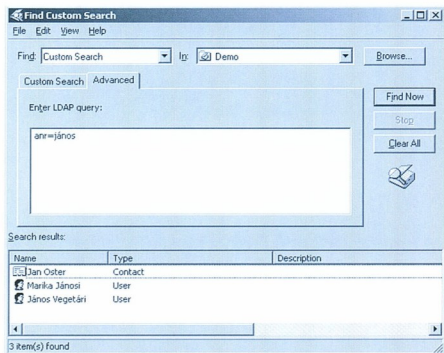 Find Custom Search
File Edit View Help
Find: Custom Search In: Demo Browse...
Custom Search Advanced
Enter LDAP query:
anr=jános
Find Now
Stop
Clear All
Search results:
Name Type Description
Jan Oster Contact
Marika Jánosi User
János Vegetári User
3 item(s) found